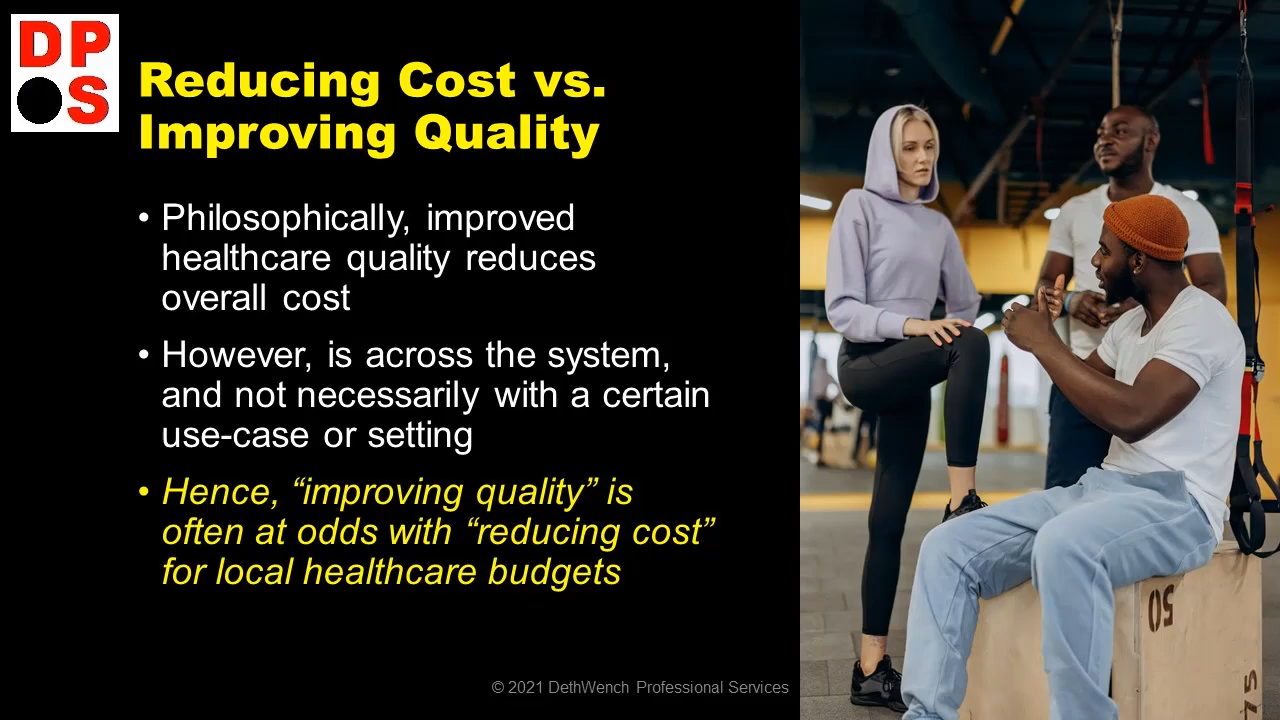 DP
S
Reducing Cost vs.
Improving Quality
• Philosophically, improved
healthcare quality reduces
overall cost
• However, is across the system,
and not necessarily with a certain
use-case or setting
• Hence, “improving quality” is
often at odds with “reducing cost”
for local healthcare budgets
© 2021 DethWench Professional Services
50